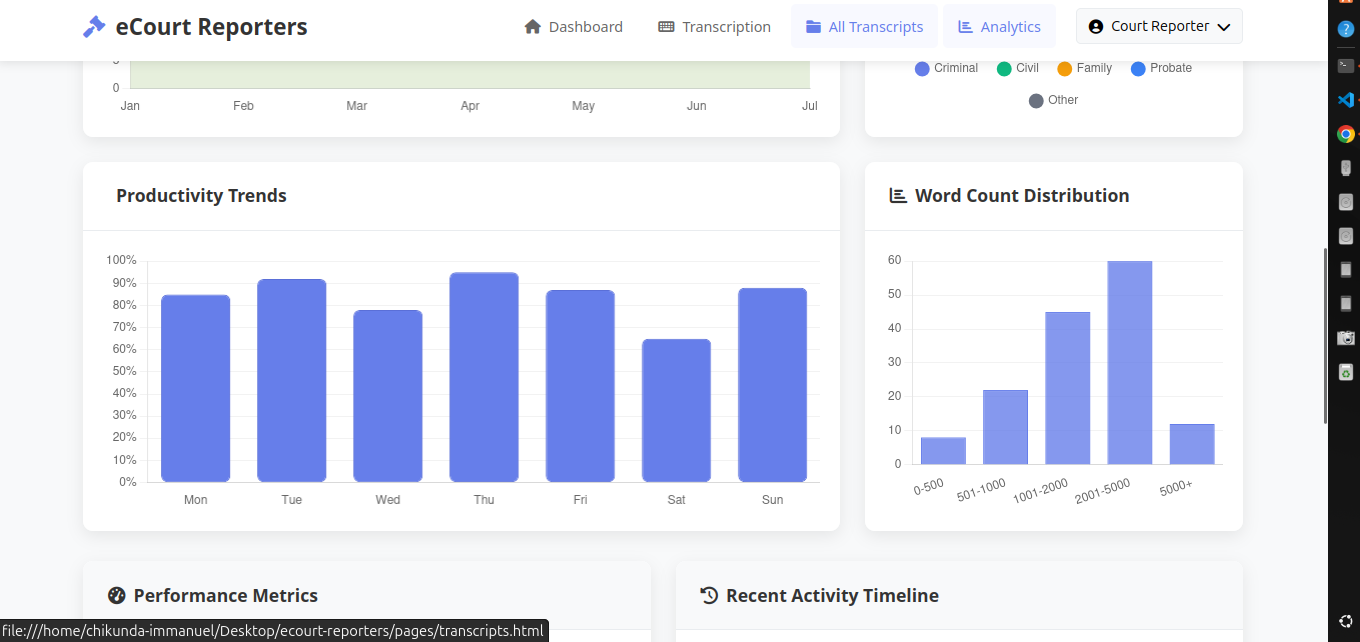 eCourt Reporters
Dashboard
Transcription
All Transcripts
Analytics
Court Reporter
0
Jan Feb Mar Apr May Jun Jul
Criminal Civil Family Probate
Other
Productivity Trends
100%
90%
80%
70%
60%
50%
40%
30%
20%
10%
0%
Mon Tue Wed Thu Fri Sat Sun
Word Count Distribution
60
50
40
30
20
10
0
0-500 501-1000 1001-2000 2001-5000 5000+
Performance Metrics
Recent Activity Timeline
file:///home/chikunda-immanuel/Desktop/ecourt-reporters/pages/transcripts.html